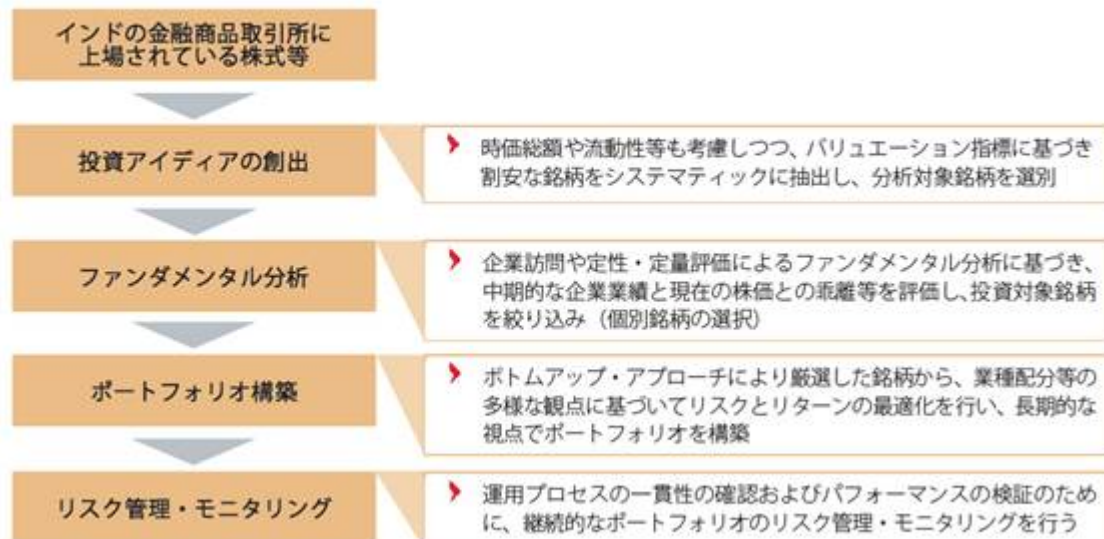 インドの金融商品取引所に
上場されている株式等
投資アイディアの創出
時価総額や流動性等も考慮しつつ、バリュエーション指標に基づき
割安な銘柄をシステマティックに抽出し、分析対象銘柄を選別
ファンダメンタル分析
企業訪問や定性・定量評価によるファンダメンタル分析に基づき、
中期的な企業業績と現在の株価との乖離等を評価し、投資対象銘柄
を絞り込み（個別銘柄の選択）
ポートフォリオ構築
ボトムアップ・アプローチにより厳選した銘柄から、業種配分等の
多様な観点に基づいてリスクとリターンの最適化を行い、長期的な
視点でポートフォリオを構築
リスク管理・モニタリング
運用プロセスの一貫性の確認およびパフォーマンスの検証のため
に、継続的なポートフォリオのリスク管理・モニタリングを行う